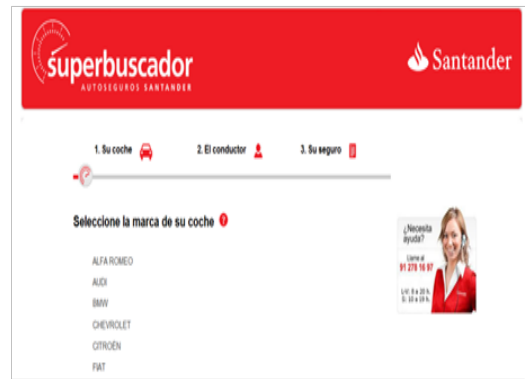 superbuscador
AUTOSEGUROS SANTANDER
Santander
1. Su coche
2. El conductor
3. Su seguro
Seleccione la marca de su coche ?
ALFA ROMEO
AUDI
BMW
CHEVROLET
CITROËN
FIAT
¿Necesita
ayuda?
Llame al
91 278 16 97
L-V: 8 a 20 h.
S: 10 a 19 h.